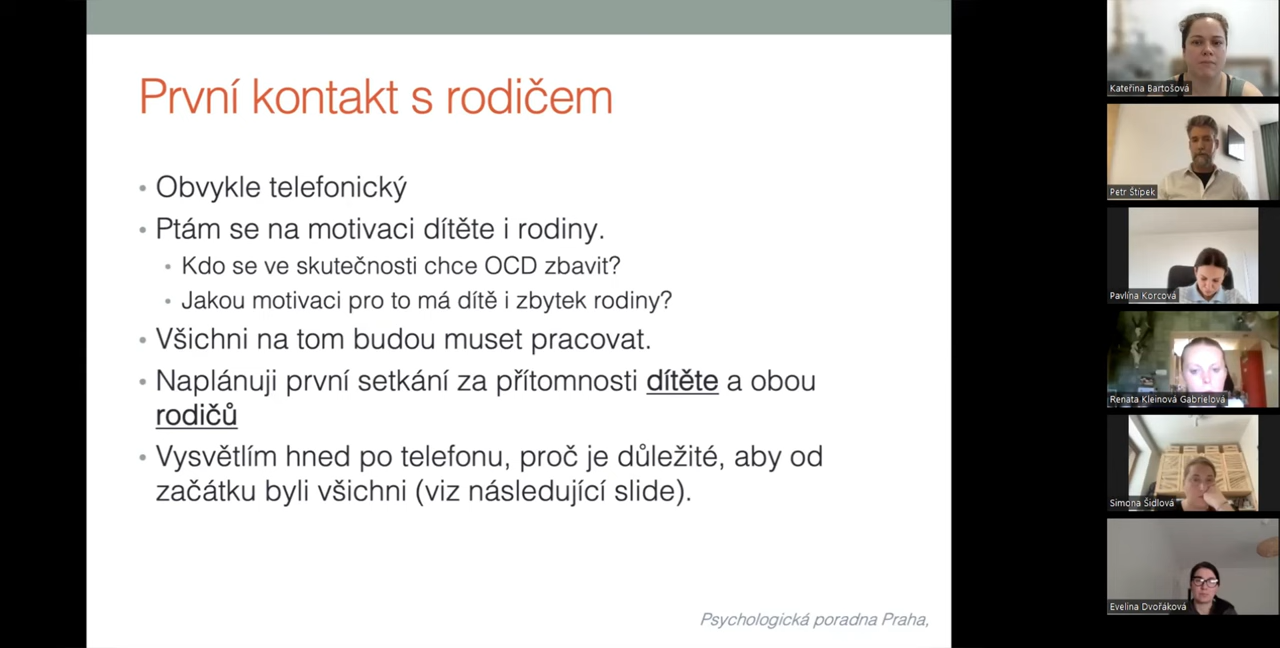 První kontakt s rodičem
• Obvykle telefonický
• Ptám se na motivaci dítěte i rodiny.
• Kdo se ve skutečnosti chce OCD zbavit?
• Jakou motivaci pro to má dítě i zbytek rodiny?
• Všichni na tom budou muset pracovat.
• Naplánuji první setkání za přítomnosti dítěte a obou
rodičů
• Vysvětlím hned po telefonu, proč je důležité, aby od
začátku byli všichni (viz následující slide).
Psychologická poradna Praha,
Kateřina Bartošová
Petr Štípek
Pavlína Korcová
Renata Kleinová Gabrielová
Simona Šidlová
Evelina Dvořáková